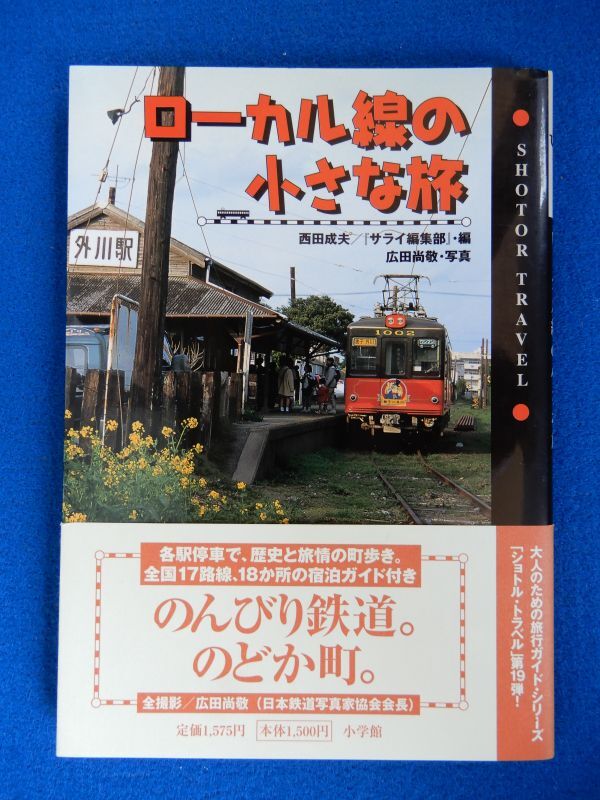 ローカル線の
小さな旅
西田成夫/『サライ編集部』・編
広田尚敬・写真
外川駅
1002
● SHOTOR TRAVEL ●
各駅停車で、歴史と旅情の町歩き。
全国17路線、18か所の宿泊ガイド付き
のんびり鉄道。
のどか町。
全撮影/広田尚敬(日本鉄道写真家協会会長)
定価1,575円 本体1,500円 小学館
大人のための旅行ガイド・シリーズ
「ショトル・トラベル」第19弾!